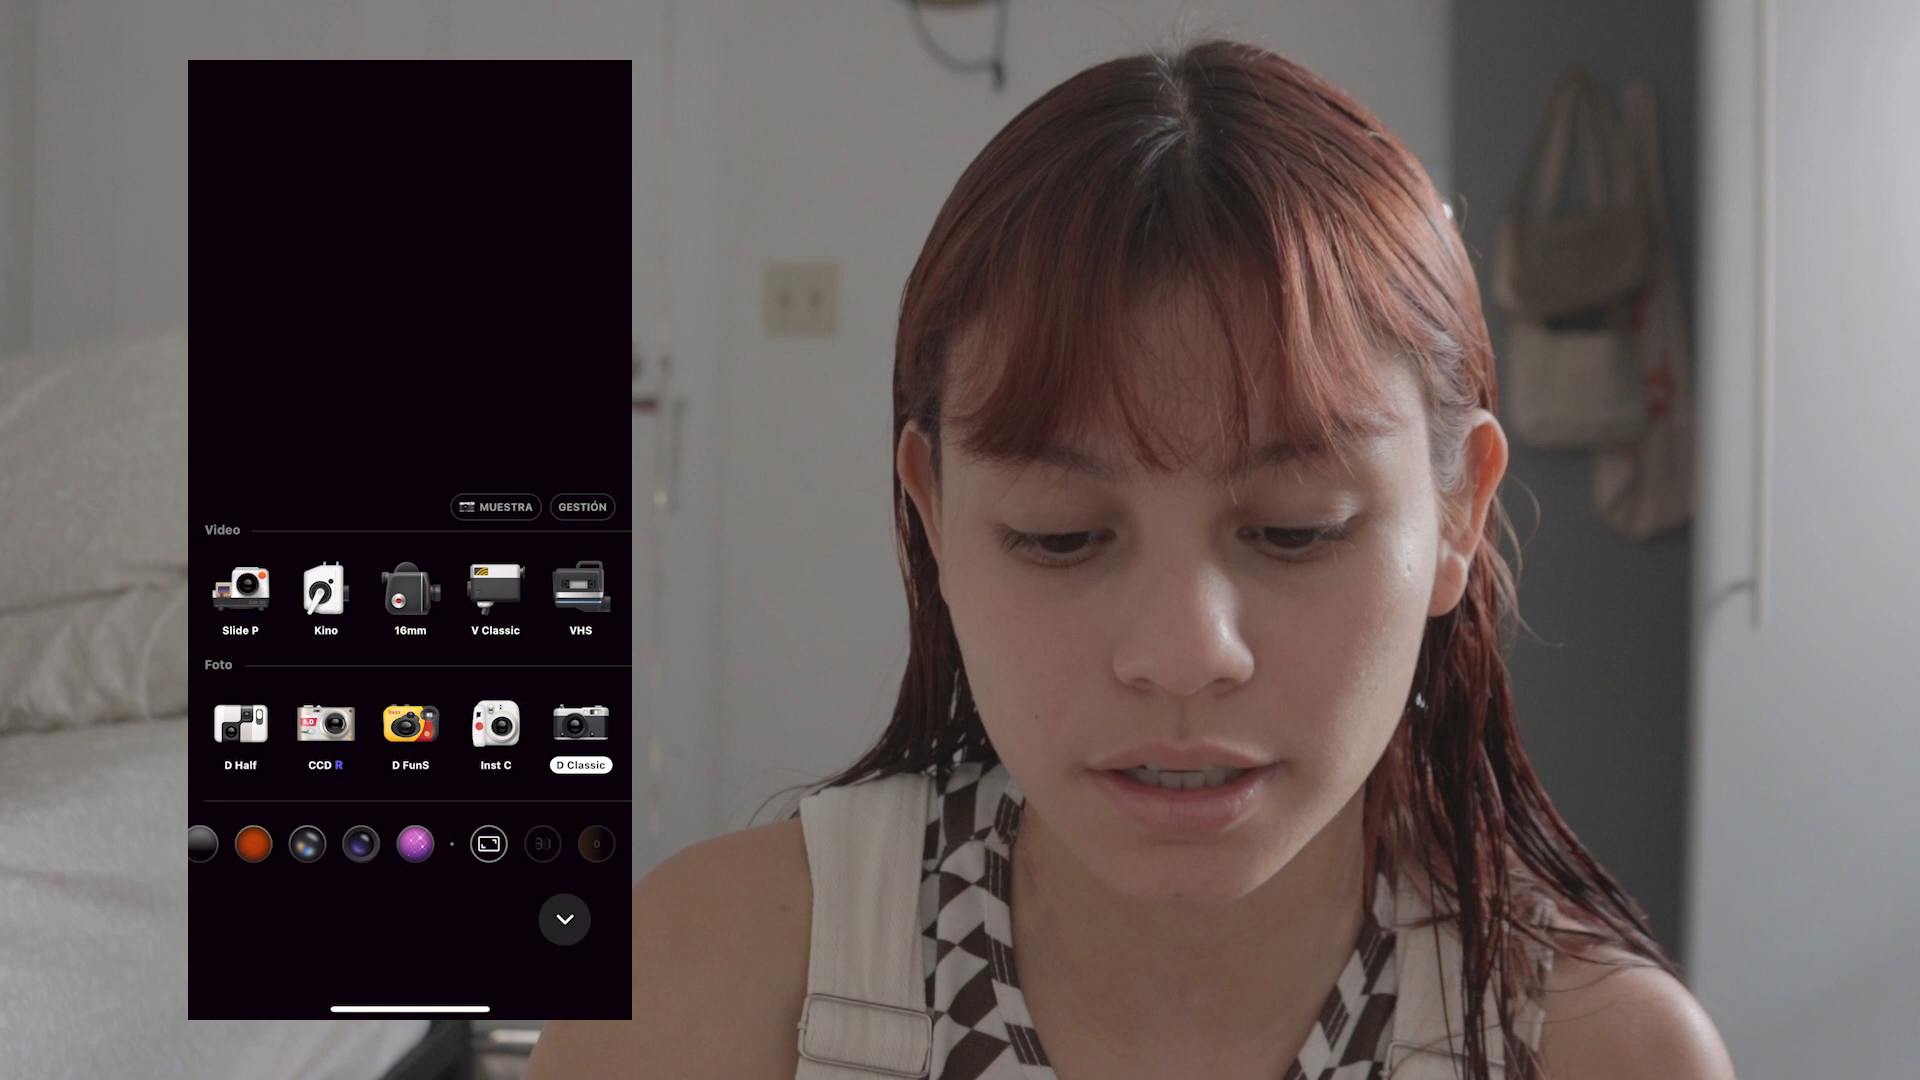 MUESTRA GESTIÓN
Video
Slide P Kino 16mm V Classic VHS
Foto
D Half CCD R D FunS Inst C D Classic